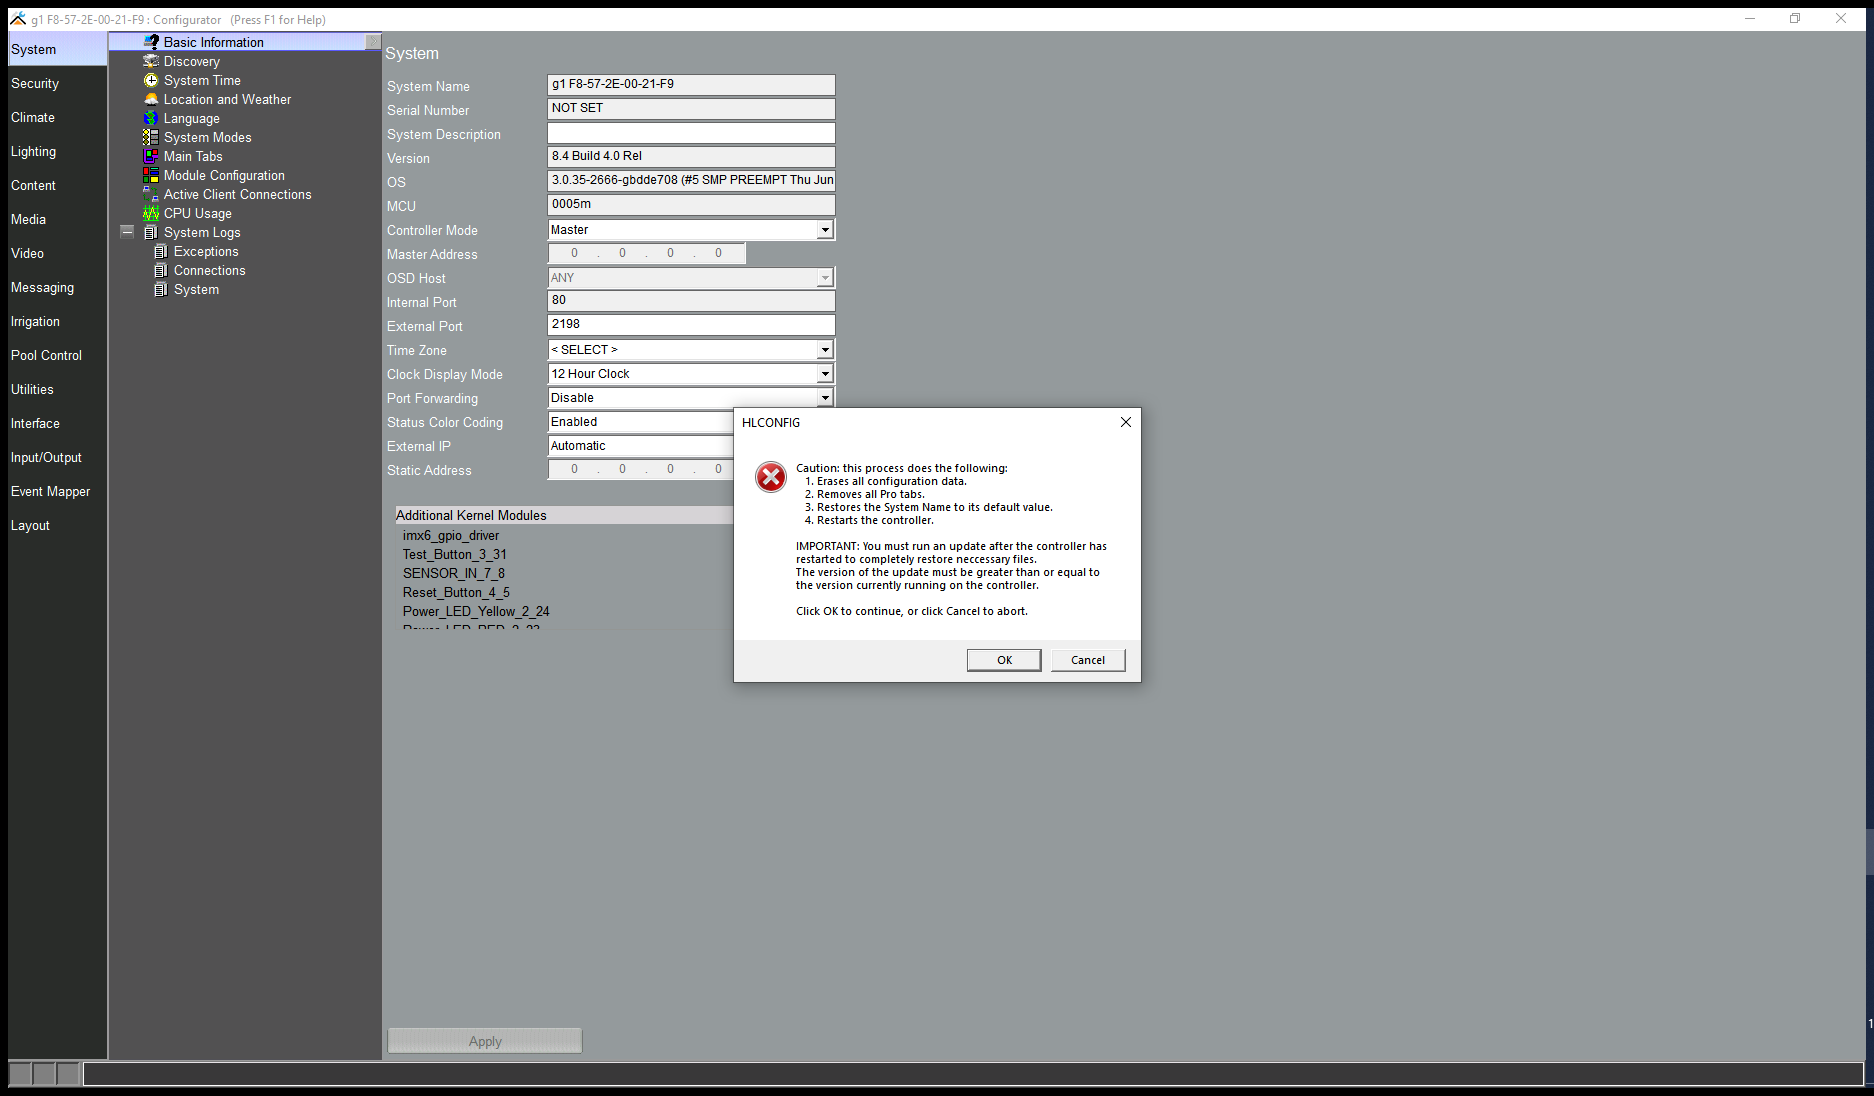 g1 F8-57-2E-00-21-F9 : Configurator (Press F1 for Help)
System
Security
Climate
Lighting
Content
Media
Video
Messaging
Irrigation
Pool Control
Utilities
Interface
Input/Output
Event Mapper
Layout
Basic Information
Discovery
System Time
Location and Weather
Language
System Modes
Main Tabs
Module Configuration
Active Client Connections
CPU Usage
System Logs
Exceptions
Connections
System
System
System Name g1 F8-57-2E-00-21-F9
Serial Number NOT SET
System Description
Version 8.4 Build 4.0 Rel
OS 3.0.35-2666-gbdde708 (#5 SMP PREEMPT Thu Jun
MCU 0005m
Controller Mode Master
Master Address 0 . 0 . 0 . 0
OSD Host ANY
Internal Port 80
External Port 2198
Time Zone < SELECT >
Clock Display Mode 12 Hour Clock
Port Forwarding Disable
Status Color Coding Enabled
External IP Automatic
Static Address 0 . 0 . 0 . 0
Additional Kernel Modules
imx6_gpio_driver
Test_Button_3_31
SENSOR_IN_7_8
Reset_Button_4_5
Power_LED_Yellow_2_24
Power_LED_RED_2_23
Apply
HLCONFIG
Caution: this process does the following:
1. Erases all configuration data.
2. Removes all Pro tabs.
3. Restores the System Name to its default value.
4. Restarts the controller.
IMPORTANT: You must run an update after the controller has
restarted to completely restore neccessary files.
The version of the update must be greater than or equal to
the version currently running on the controller.
Click OK to continue, or click Cancel to abort.
OK
Cancel
1